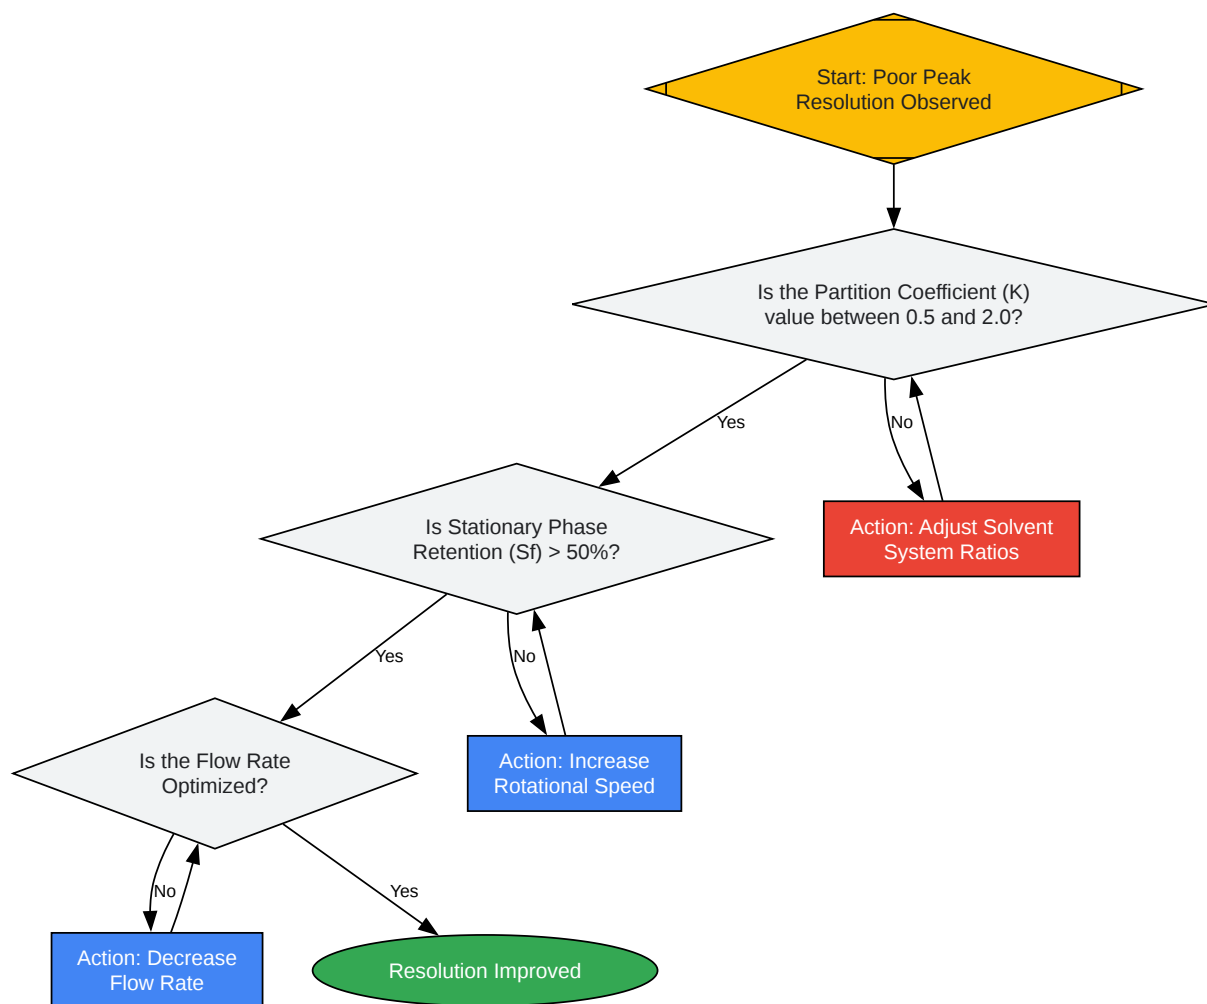 Start: Poor Peak
Resolution Observed
Is the Partition Coefficient (K)
value between 0.5 and 2.0?
Yes
No
Is Stationary Phase
Retention (Sf) > 50%?
Action: Adjust Solvent
System Ratios
Yes
No
Is the Flow Rate
Optimized?
Action: Increase
Rotational Speed
No
Yes
Action: Decrease
Flow Rate
Resolution Improved